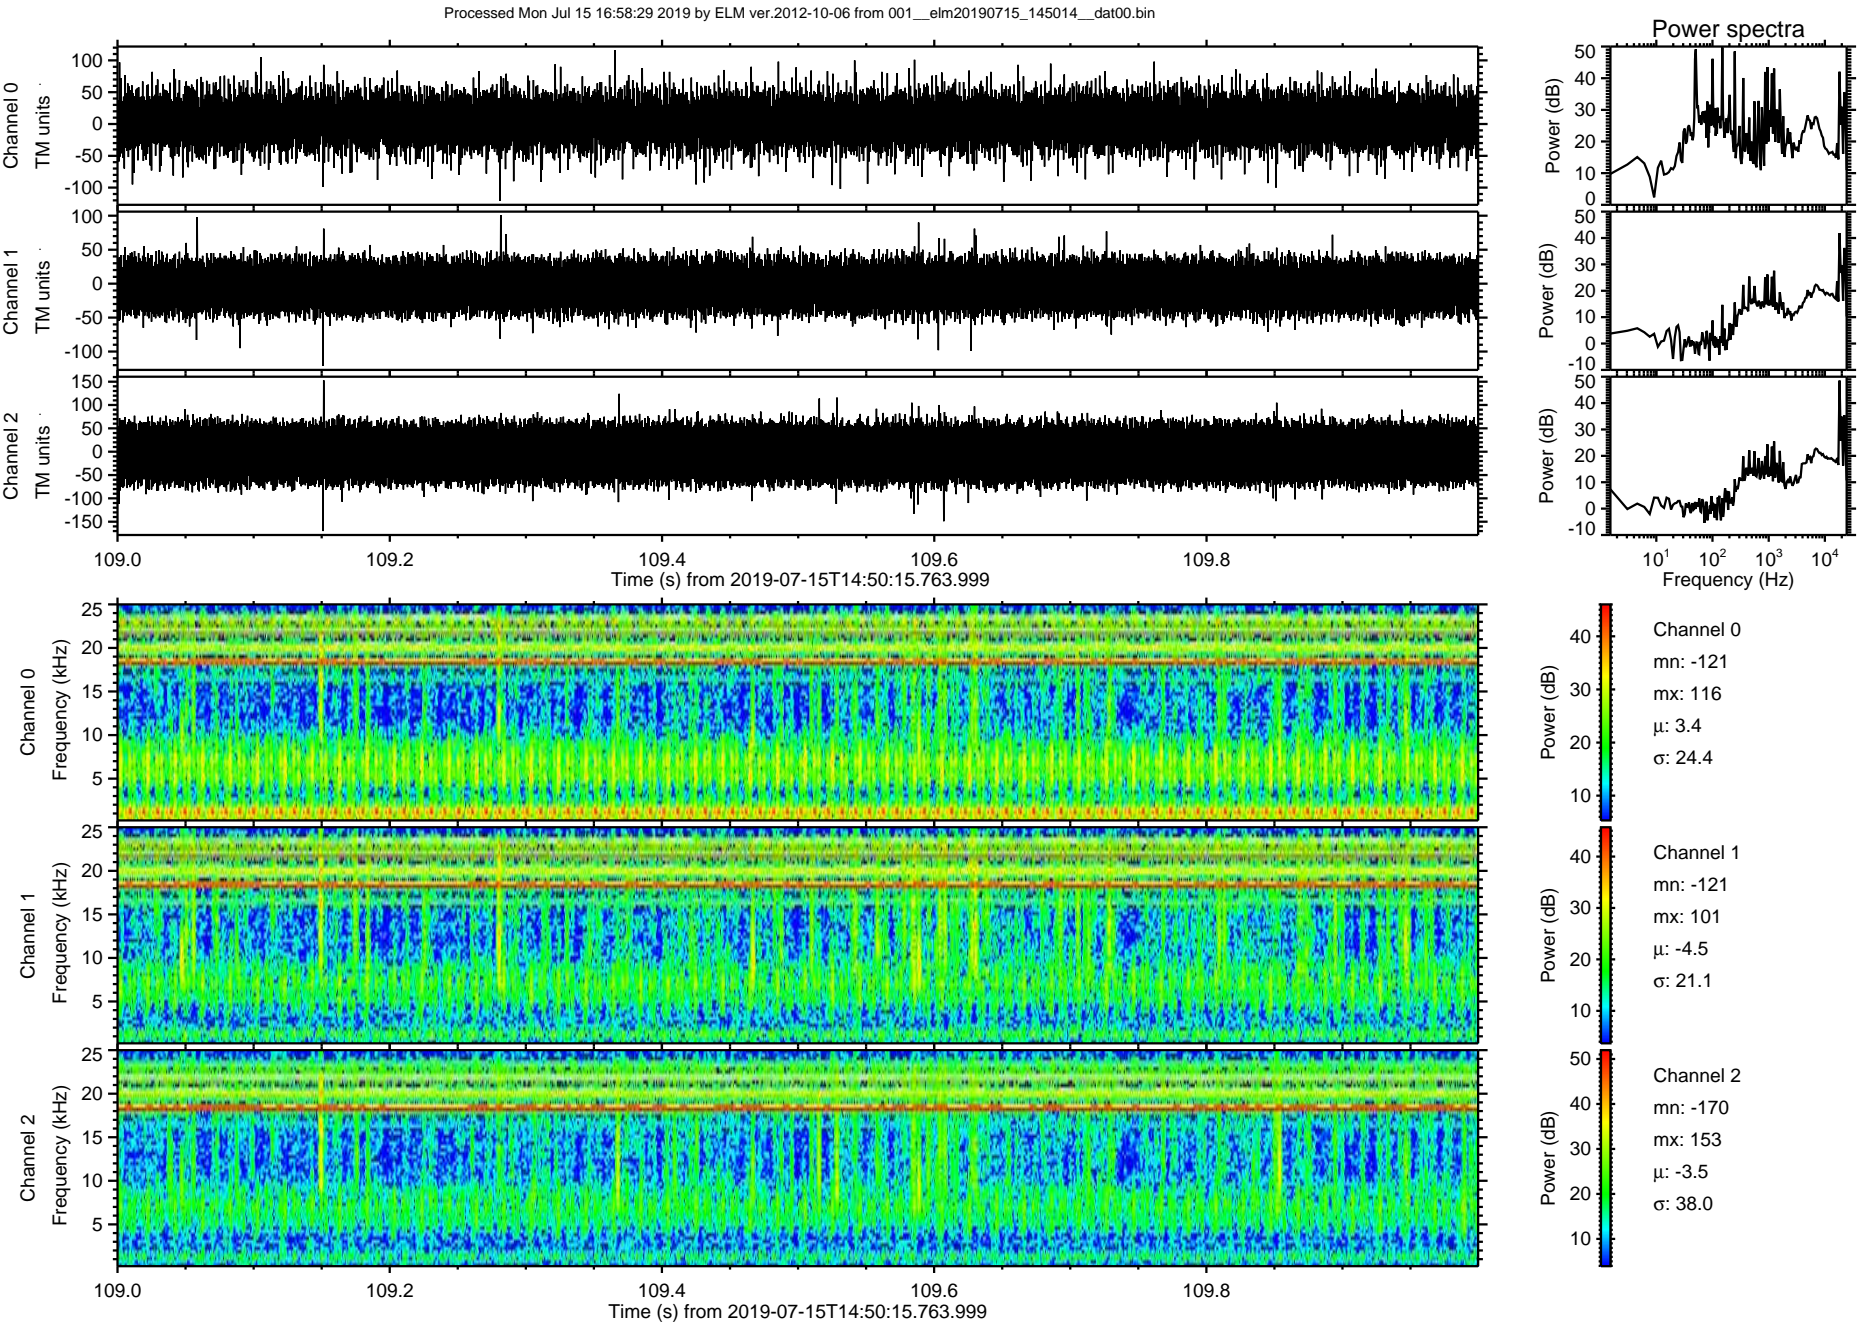 Processed Mon Jul 15 16:58:29 2019 by ELM ver.2012-10-06 from 001__elm20190715_145014__dat00.bin
Power spectra
Channel 0
TM units
100
50
0
-50
-100
Power (dB)
50
40
30
20
10
0
Channel 1
TM units
100
50
0
-50
-100
Power (dB)
50
40
30
20
10
0
-10
Channel 2
TM units
150
100
50
0
-50
-100
-150
Power (dB)
50
40
30
20
10
0
-10
109.0 109.2 109.4 109.6 109.8
Time (s) from 2019-07-15T14:50:15.763.999
10¹ 10² 10³ 10⁴
Frequency (Hz)
Channel 0
Frequency (kHz)
25
20
15
10
5
Power (dB)
40
30
20
10
Channel 0
mn: -121
mx: 116
μ: 3.4
σ: 24.4
Channel 1
Frequency (kHz)
25
20
15
10
5
Power (dB)
40
30
20
10
Channel 1
mn: -121
mx: 101
μ: -4.5
σ: 21.1
Channel 2
Frequency (kHz)
25
20
15
10
5
Power (dB)
50
40
30
20
10
Channel 2
mn: -170
mx: 153
μ: -3.5
σ: 38.0
109.0 109.2 109.4 109.6 109.8
Time (s) from 2019-07-15T14:50:15.763.999